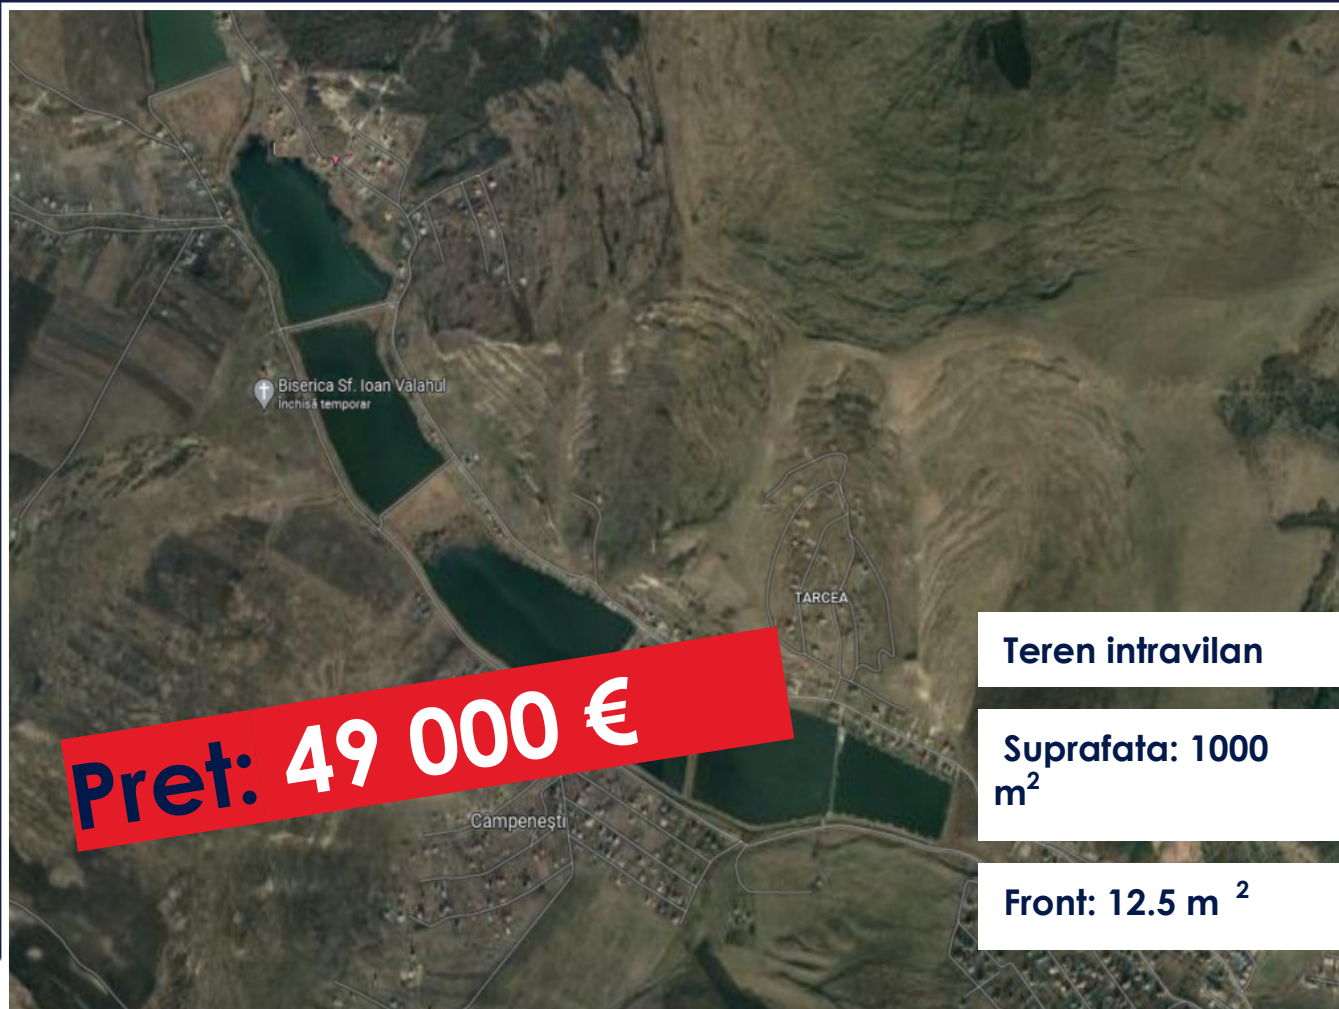 Biserica Sf. Ioan Valahul
Închisă temporar
TARCEA
Teren intravilan
Pret: 49 000 €
Suprafata: 1000
m²
Câmpenești
Front: 12.5 m ²